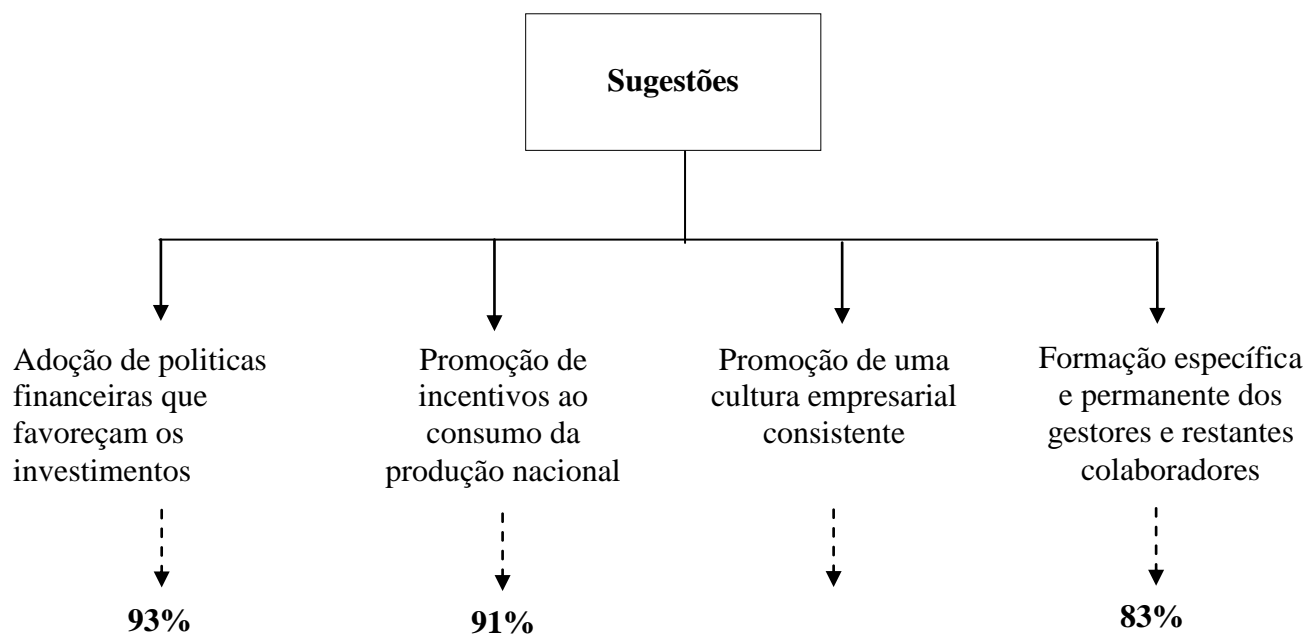 Sugestões
Adoção de politicas
financeiras que
favoreçam os
investimentos
Promoção de
incentivos ao
consumo da
produção nacional
Promoção de uma
cultura empresarial
consistente
Formação específica
e permanente dos
gestores e restantes
colaboradores
93%
91%
83%